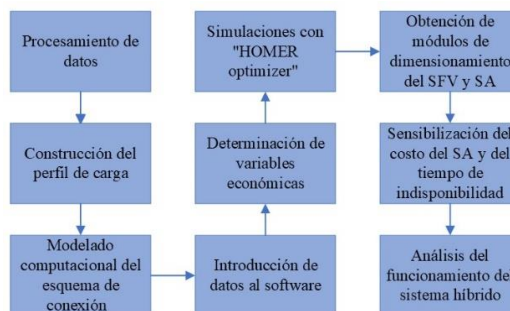 Procesamiento de
datos
Construcción del
perfil de carga
Modelado
computacional del
esquema de
conexión
Introducción de
datos al software
Determinación de
variables
económicas
Simulaciones con
"HOMER
optimizer"
Obtención de
módulos de
dimensionamiento
del SFV y SA
Sensibilización del
costo del SA y del
tiempo de
indisponibilidad
Análisis del
funcionamiento del
sistema híbrido